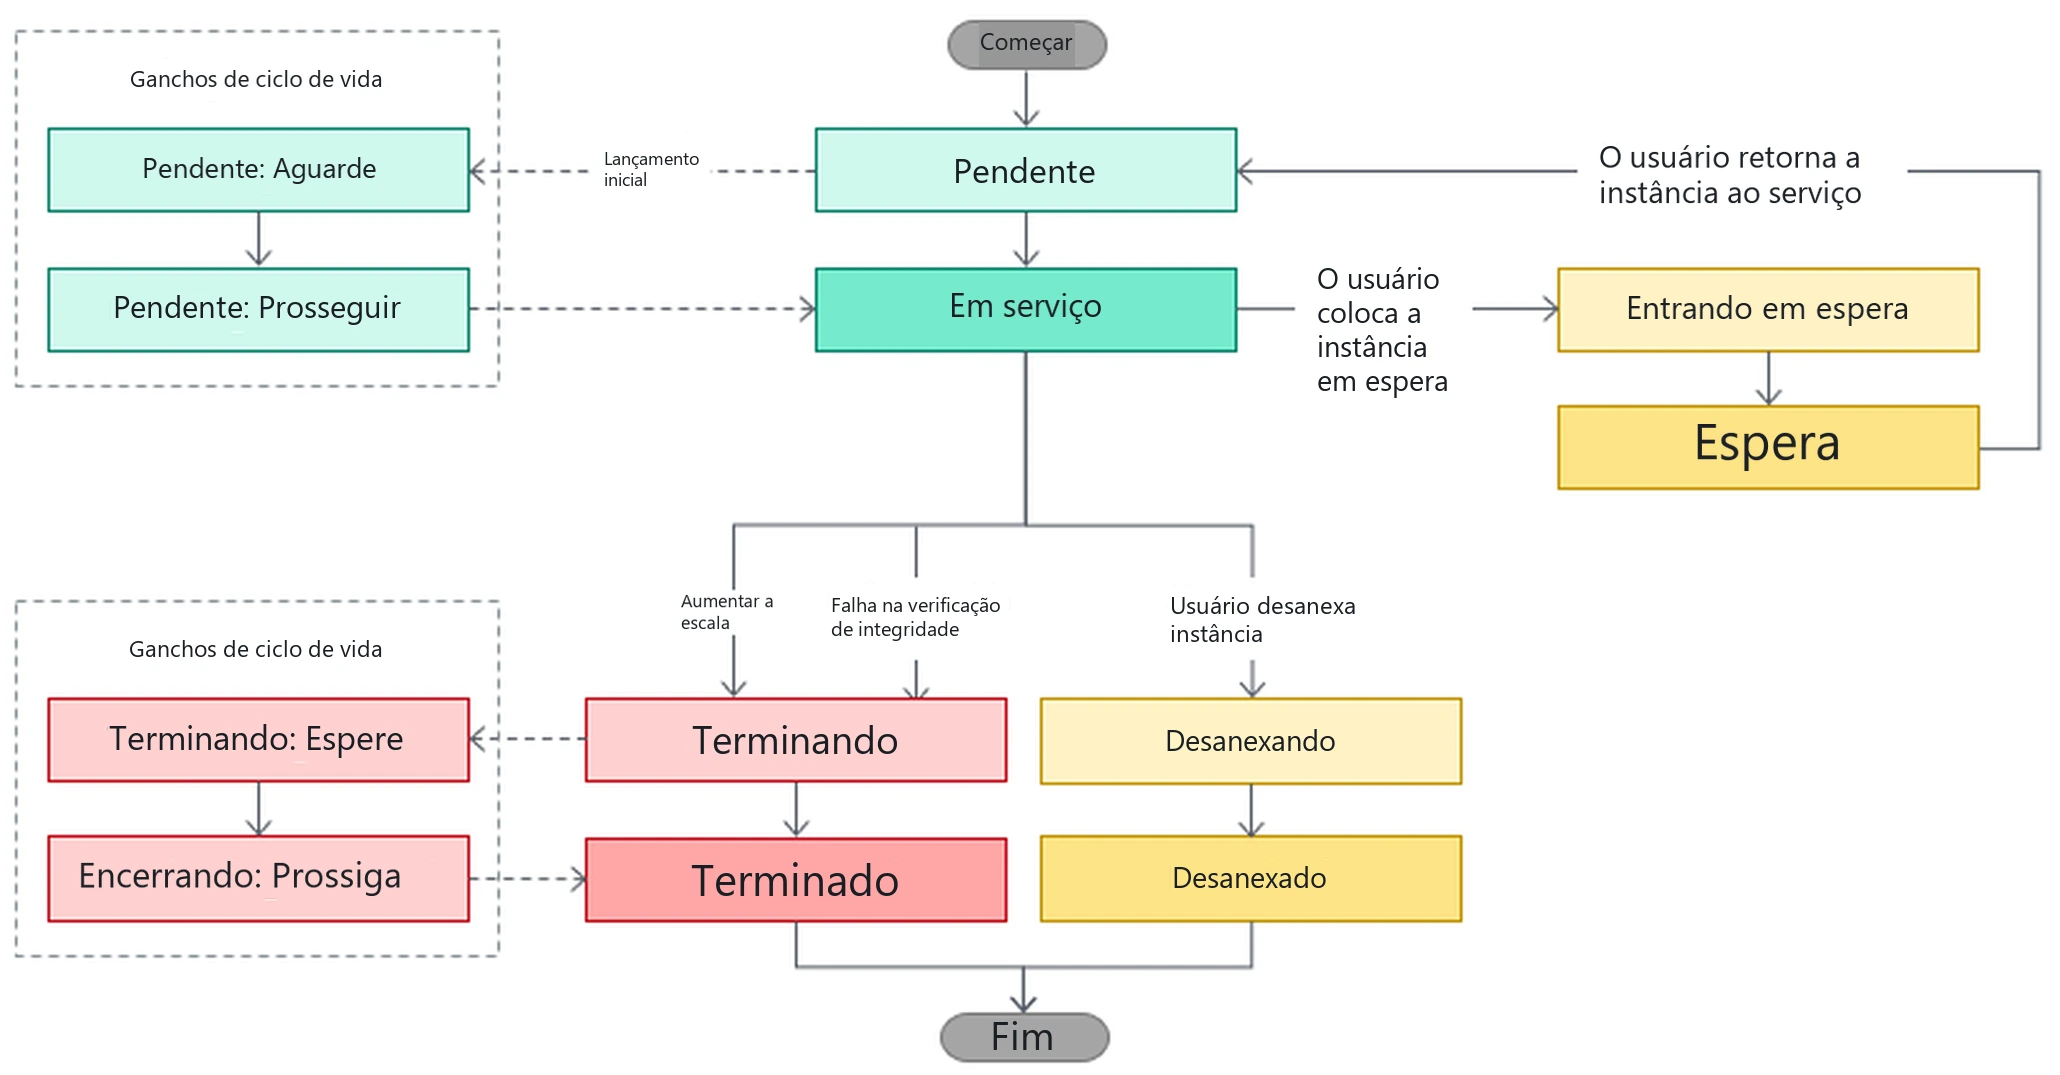 Começar
Ganchos de ciclo de vida
Pendente: Aguarde
Lançamento
inicial
Pendente
O usuário retorna a
instância ao serviço
Pendente: Prosseguir
Em serviço
O usuário
coloca a
instância
em espera
Entrando em espera
Espera
Aumentar a
escala
Falha na verificação
de integridade
Usuário desanexa
instância
Ganchos de ciclo de vida
Terminando: Espere
Terminando
Desanexando
Encerrando: Prossiga
Terminado
Desanexado
Fim